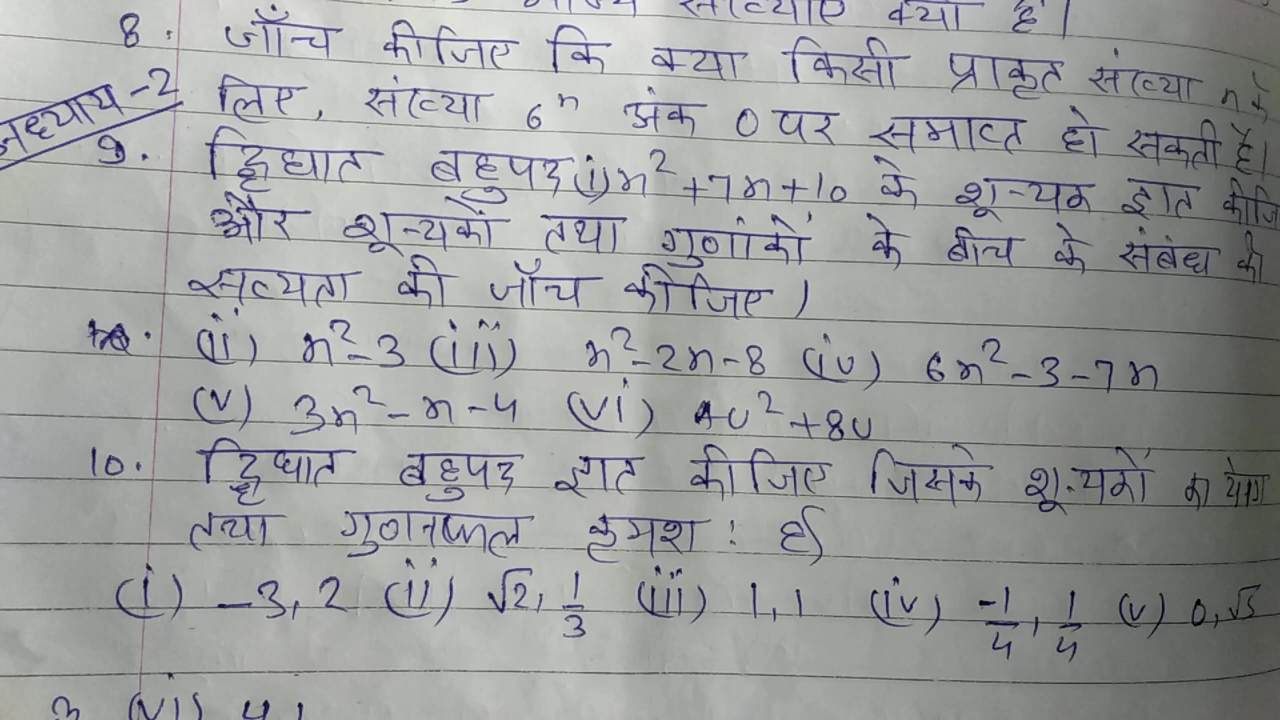 संख्याएँ क्या हैं।
8. जाँच कीजिए कि क्या किसी प्राकृत संख्या n के
लिए, संख्या 6ⁿ अंक 0 पर समाप्त हो सकती है।
अध्याय-2
9. द्विघात बहुपद (i) x² + 7x + 10 के शून्यक ज्ञात कीजि
और शून्यकों तथा गुणांकों के बीच के संबंध की
सत्यता की जाँच कीजिए।
(ii) x² - 3 (iii) x² - 2x - 8 (iv) 6x² - 3 - 7x
(v) 3x² - x - 4 (vi) 4u² + 8u
10. द्विघात बहुपद ज्ञात कीजिए जिसके शून्यकों का योग
तथा गुणनफल क्रमश: है
(i) -3, 2 (ii) √2, 1/3 (iii) 1, 1 (iv) -1/4, 1/4 (v) 0, √5
(vi) 4,